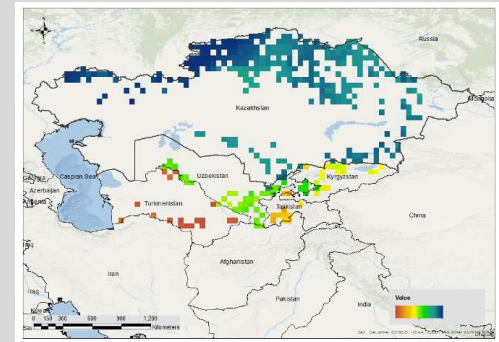 N
Russia
Mongolia
Kazakhstan
Caspian Sea
Uzbekistan
Kyrgyzstan
Azerbaijan
Turkmenistan
Tajikistan
China
Iran
Afghanistan
Iraq
Pakistan
India
Value
0 150 300 600 900 1,200
Kilometers